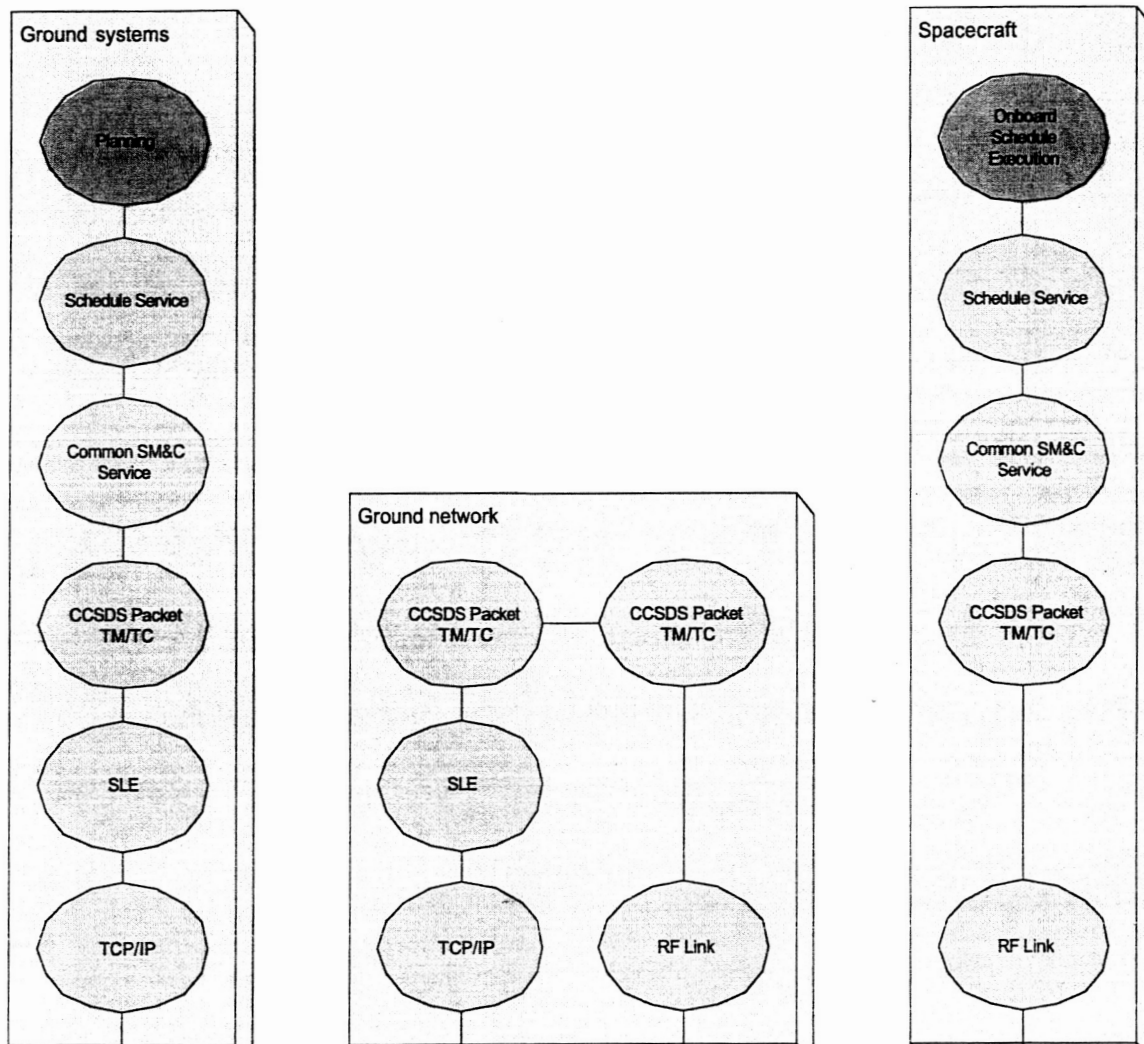 Ground systems
Planning
Schedule Service
Common SM&C
Service
CCSDS Packet
TM/TC
SLE
TCP/IP
Ground network
CCSDS Packet
TM/TC
CCSDS Packet
TM/TC
SLE
TCP/IP
RF Link
Spacecraft
Onboard
Schedule
Execution
Schedule Service
Common SM&C
Service
CCSDS Packet
TM/TC
RF Link